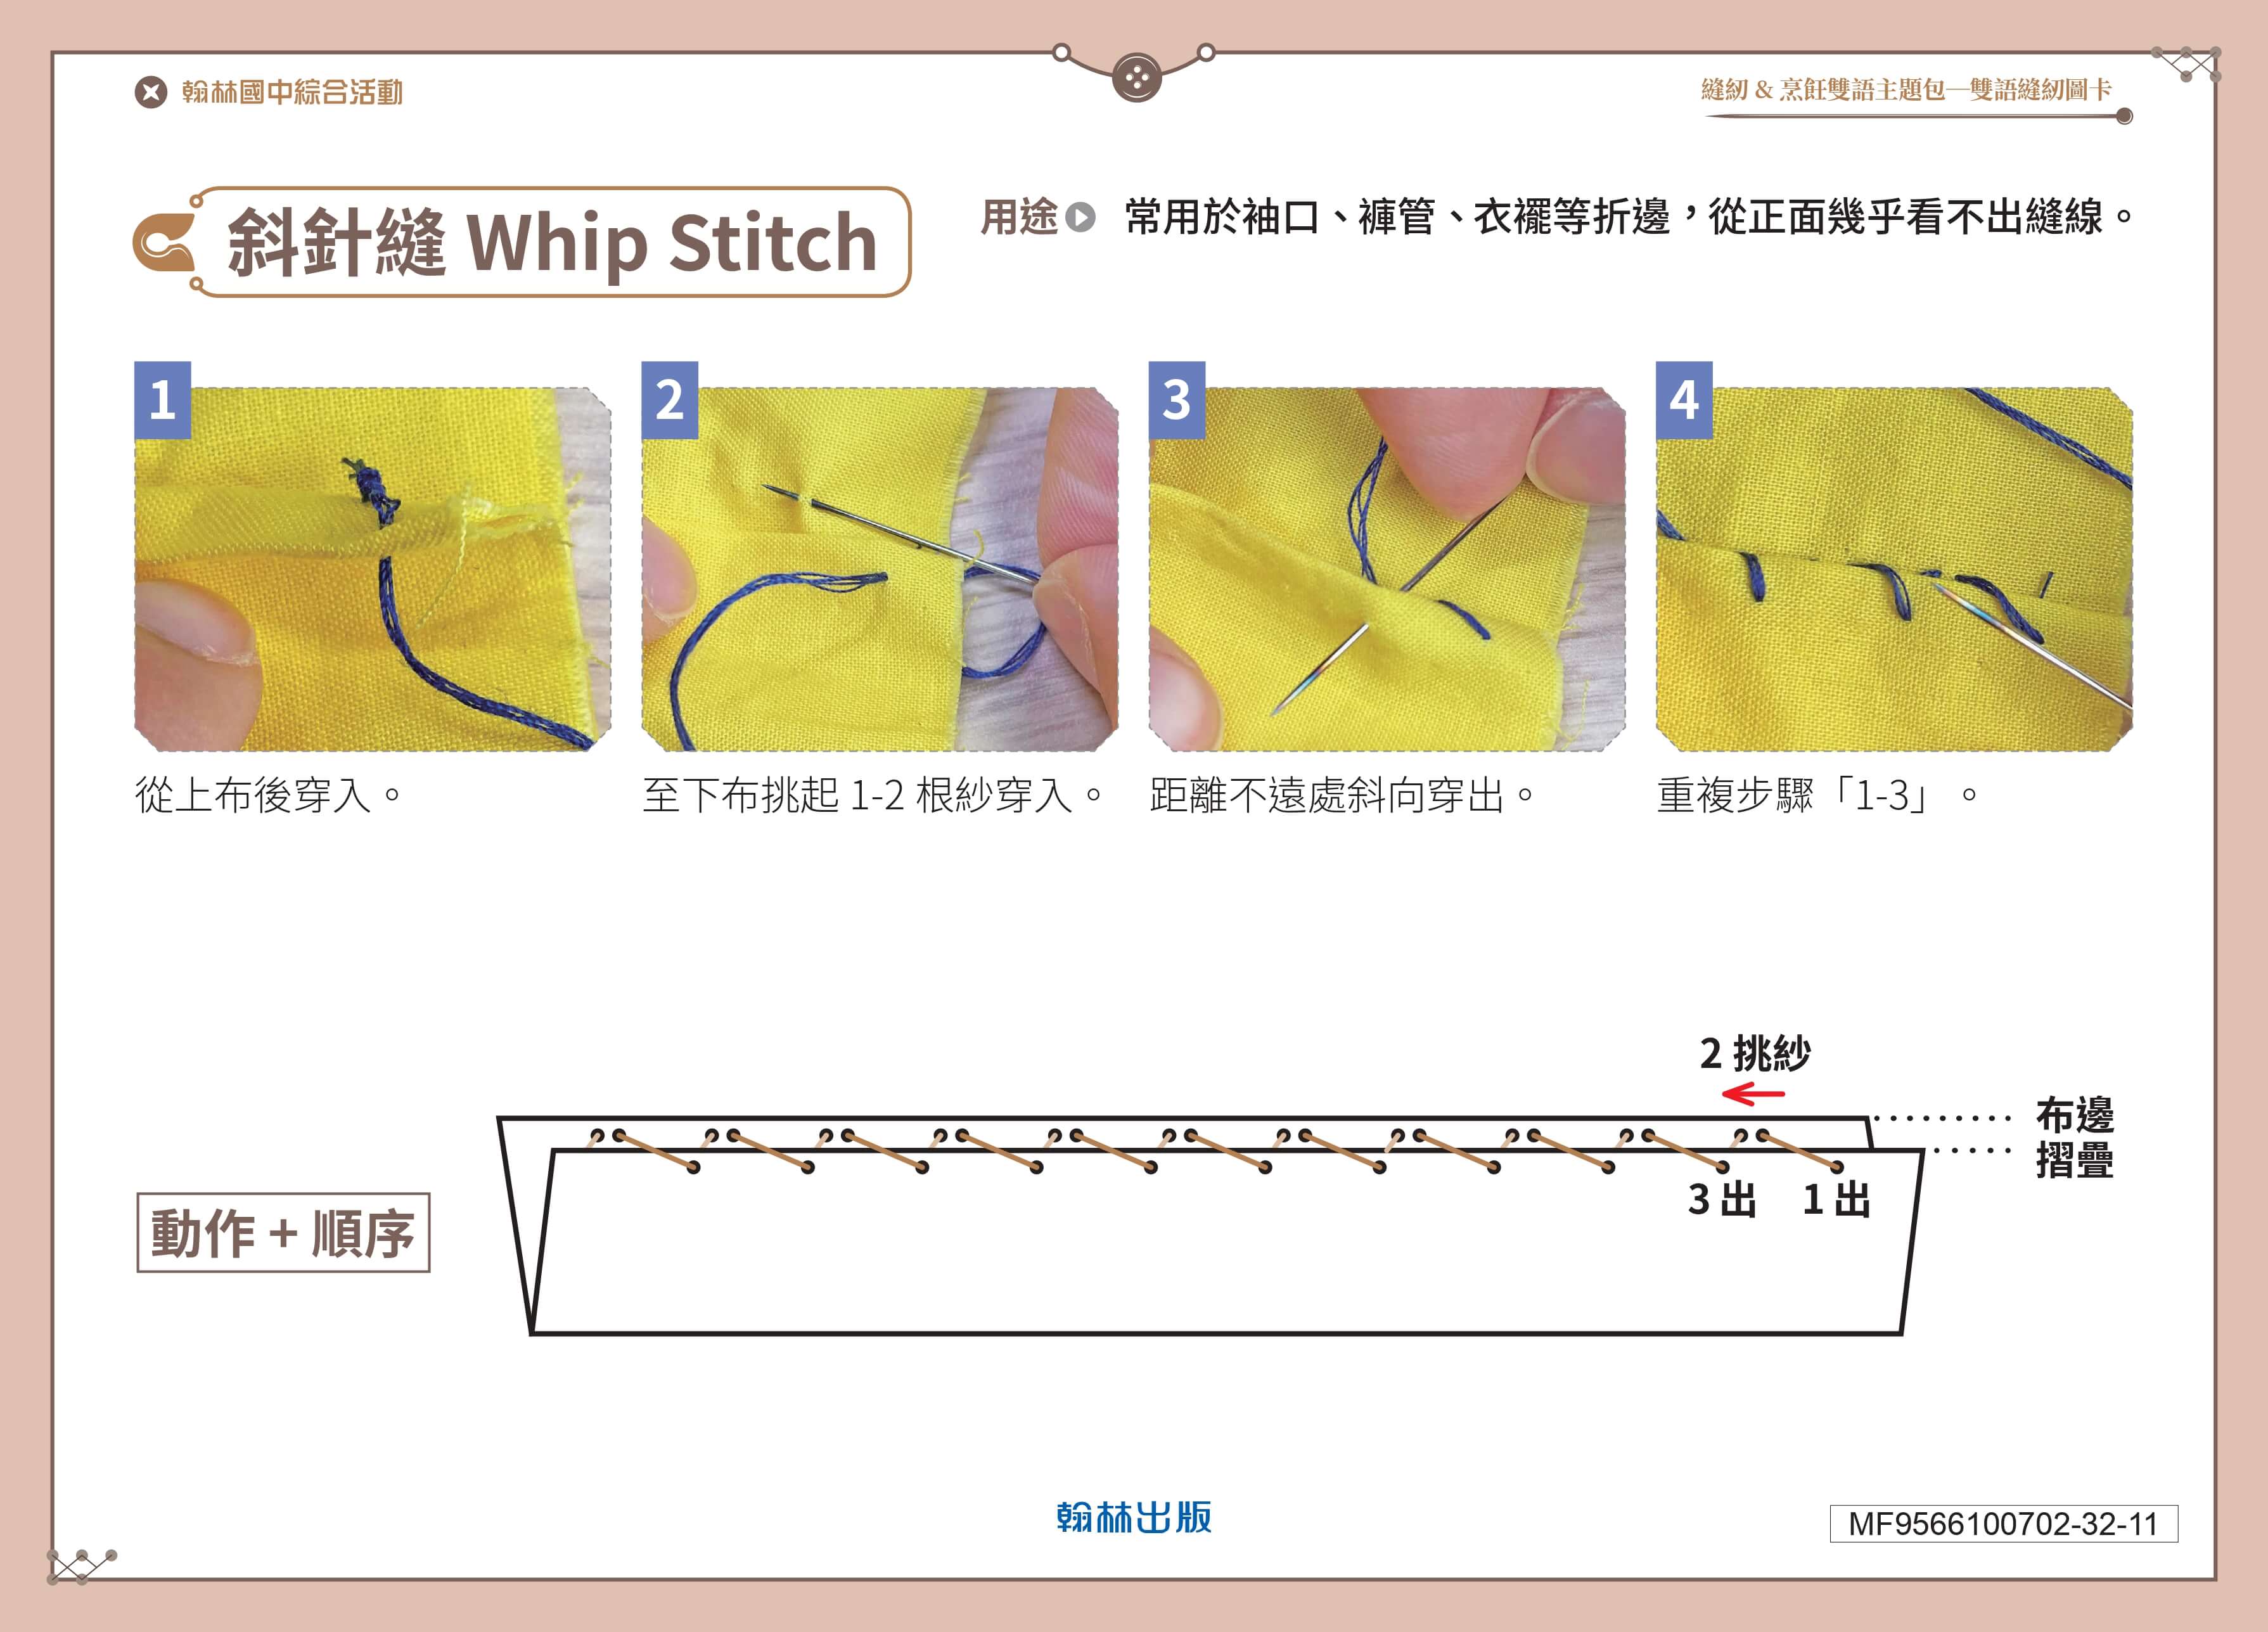 翰林國中綜合活動
縫紉 & 烹飪雙語主題包—雙語縫紉圖卡
斜針縫 Whip Stitch
用途 常用於袖口、褲管、衣襬等折邊，從正面幾乎看不出縫線。
1
2
3
4
從上布後穿入。
至下布挑起 1-2 根紗穿入。
距離不遠處斜向穿出。
重複步驟「1-3」。
2 挑紗
布邊
摺疊
3 出
1 出
動作 + 順序
翰林出版
MF9566100702-32-11